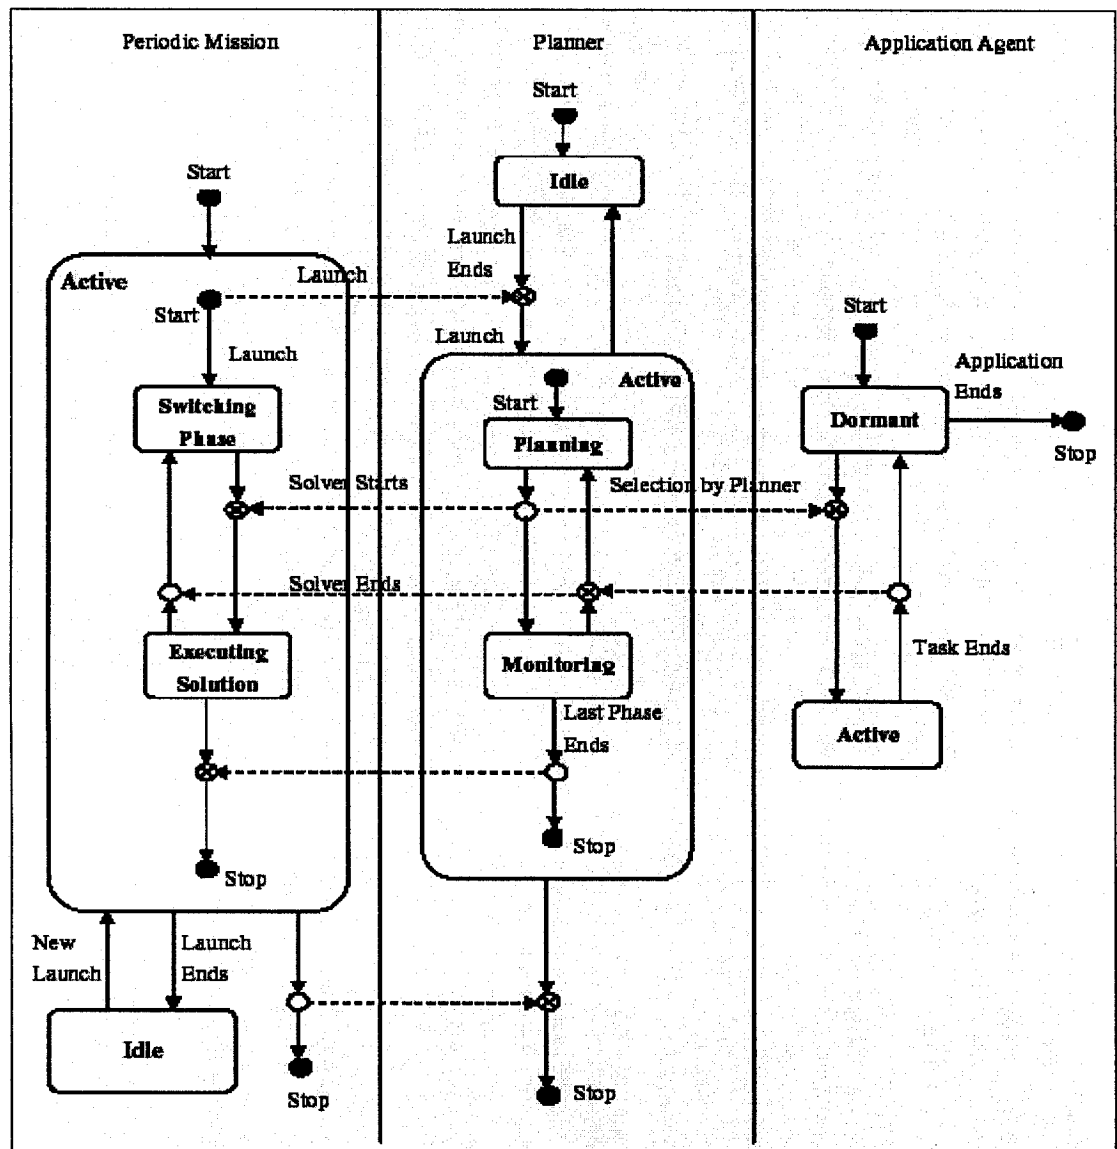 Periodic Mission
Planner
Application Agent
Start
Idle
Start
Launch
Ends
Active
Launch
Start
Launch
Launch
Start
Application
Ends
Active
Switching
Phase
Start
Planning
Dormant
Stop
Solver Starts
Selection by Planner
Solver Ends
Executing
Solution
Monitoring
Task Ends
Last Phase
Ends
Active
Stop
Stop
New
Launch
Launch
Ends
Idle
Stop
Stop